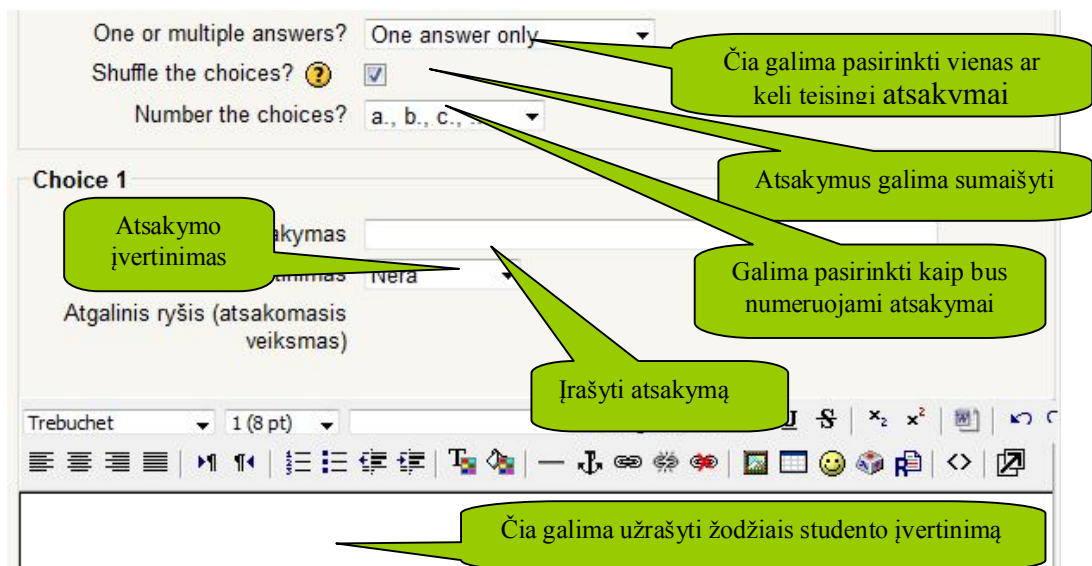 One or multiple answers? One answer only
Čia galima pasirinkti vienas ar
keli teisingi atsakymai
Shuffle the choices?
Number the choices? a., b., c., ...
Atsakymus galima sumaišyti
Choice 1
Atsakymo
įvertinimas
akymas
tinimas Nėra
Galima pasirinkti kaip bus
numeruojami atsakymai
Atgalinis ryšis (atsakomasis
veiksmas)
Įrašyti atsakymą
Trebuchet 1 (8 pt)
Čia galima užrašyti žodžiais studento įvertinimą